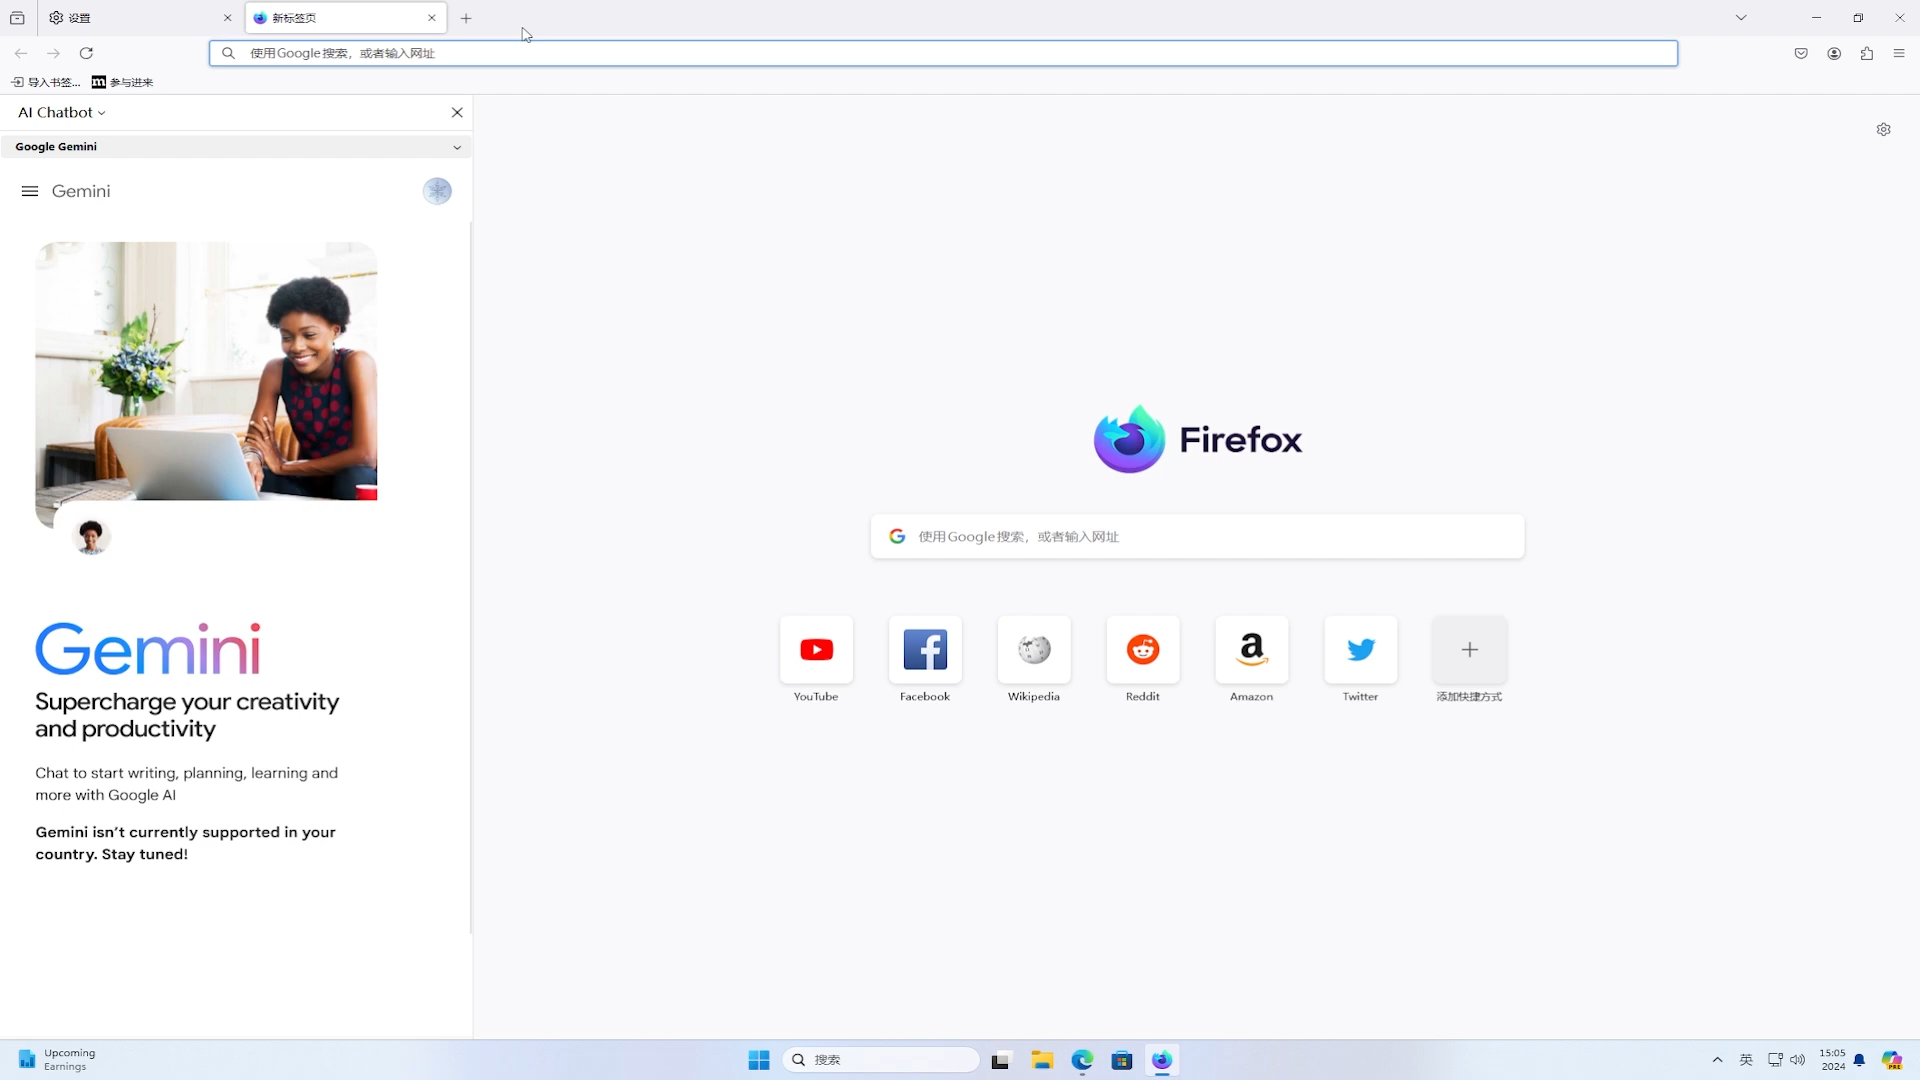 设置
新标签页
使用Google搜索，或者输入网址
导入书签...
m 参与进来
AI Chatbot
Google Gemini
Gemini
Firefox
使用Google搜索，或者输入网址
YouTube
Facebook
Wikipedia
Reddit
Amazon
Twitter
添加快捷方式
Gemini
Supercharge your creativity
and productivity
Chat to start writing, planning, learning and
more with Google AI
Gemini isn't currently supported in your
country. Stay tuned!
Upcoming
Earnings
搜索
英
15:05
2024
PRE